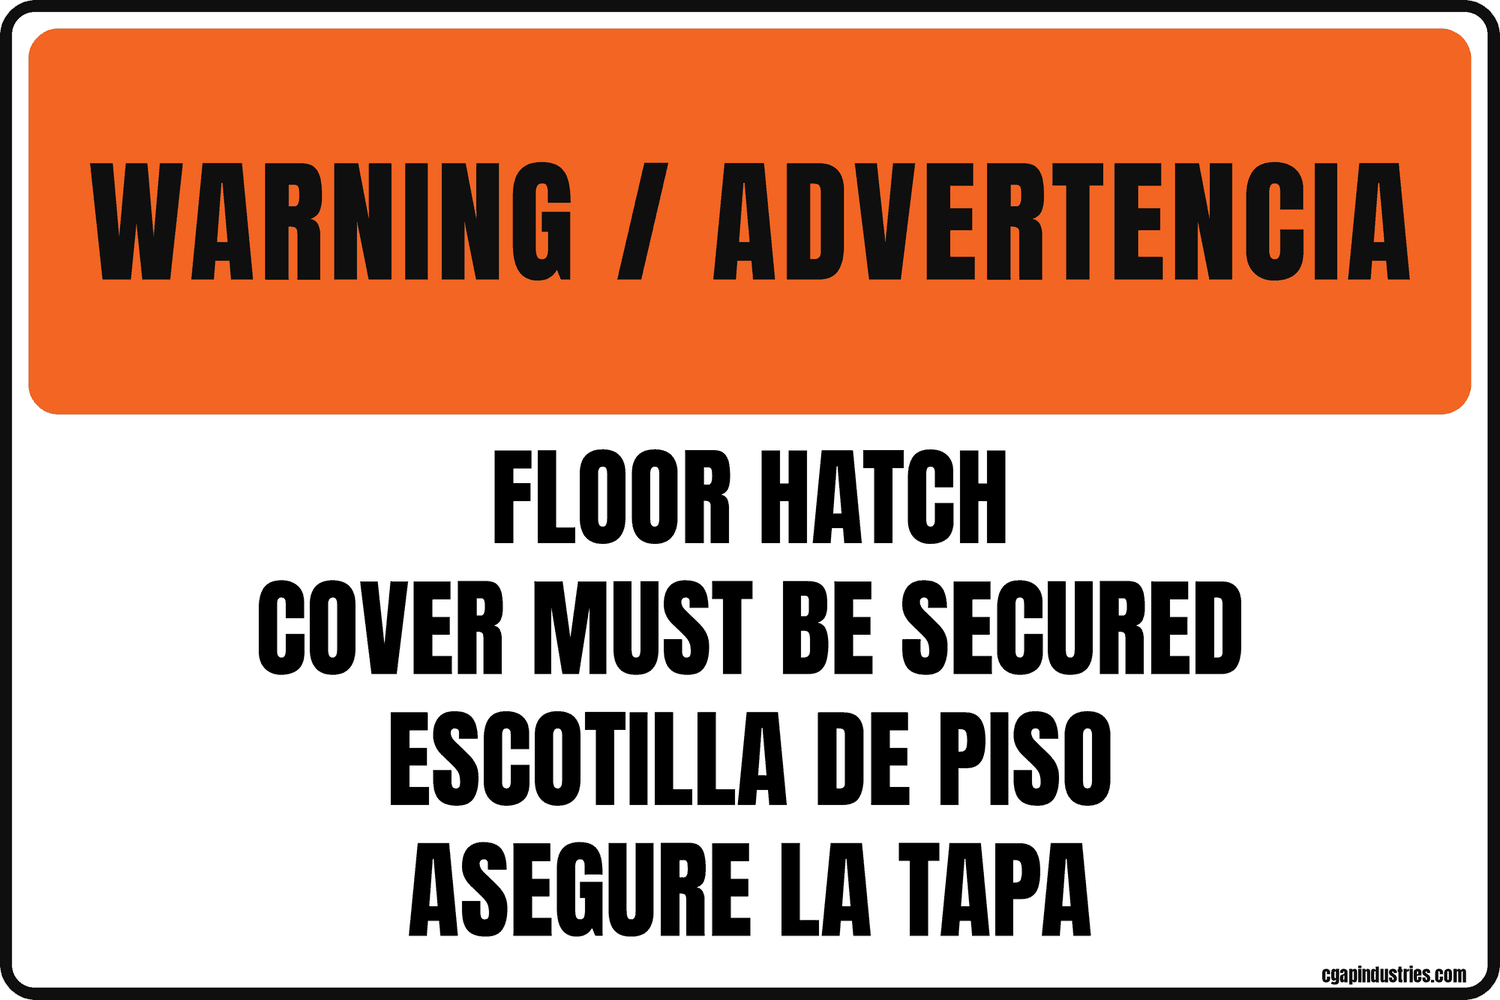 WARNING / ADVERTENCIA
FLOOR HATCH
COVER MUST BE SECURED
ESCOTILLA DE PISO
ASEGURE LA TAPA
cgapindustries.com